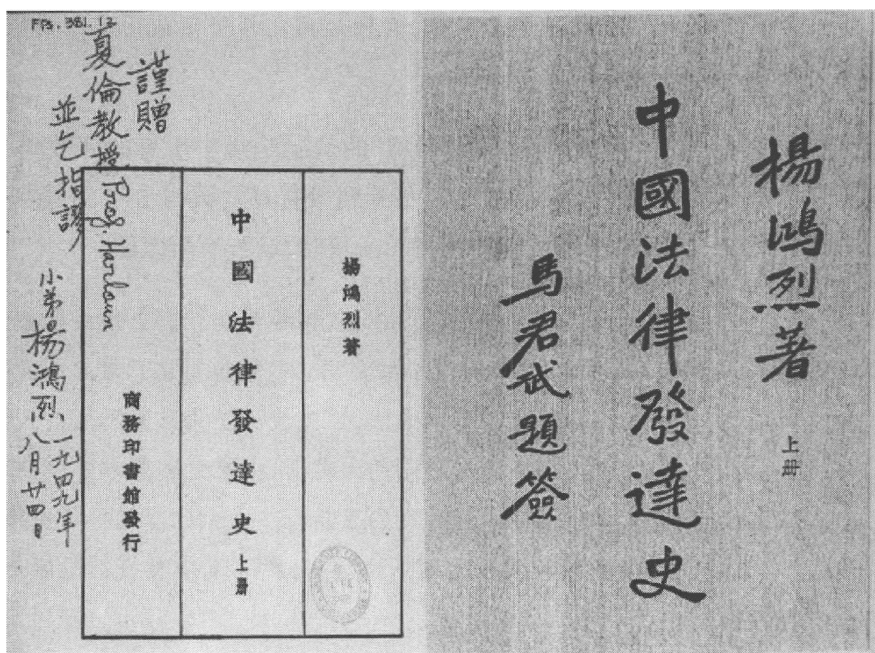 楊鴻烈著
上册
中國法律發達史
馬君武題簽
FPs. 381.12
謹贈
夏倫教授 Prof. Harloun
並乞指謬
小弟楊鴻烈
一九四九年
八月廿四日
楊鴻烈著
中國法律發達史 上册
商務印書館發行